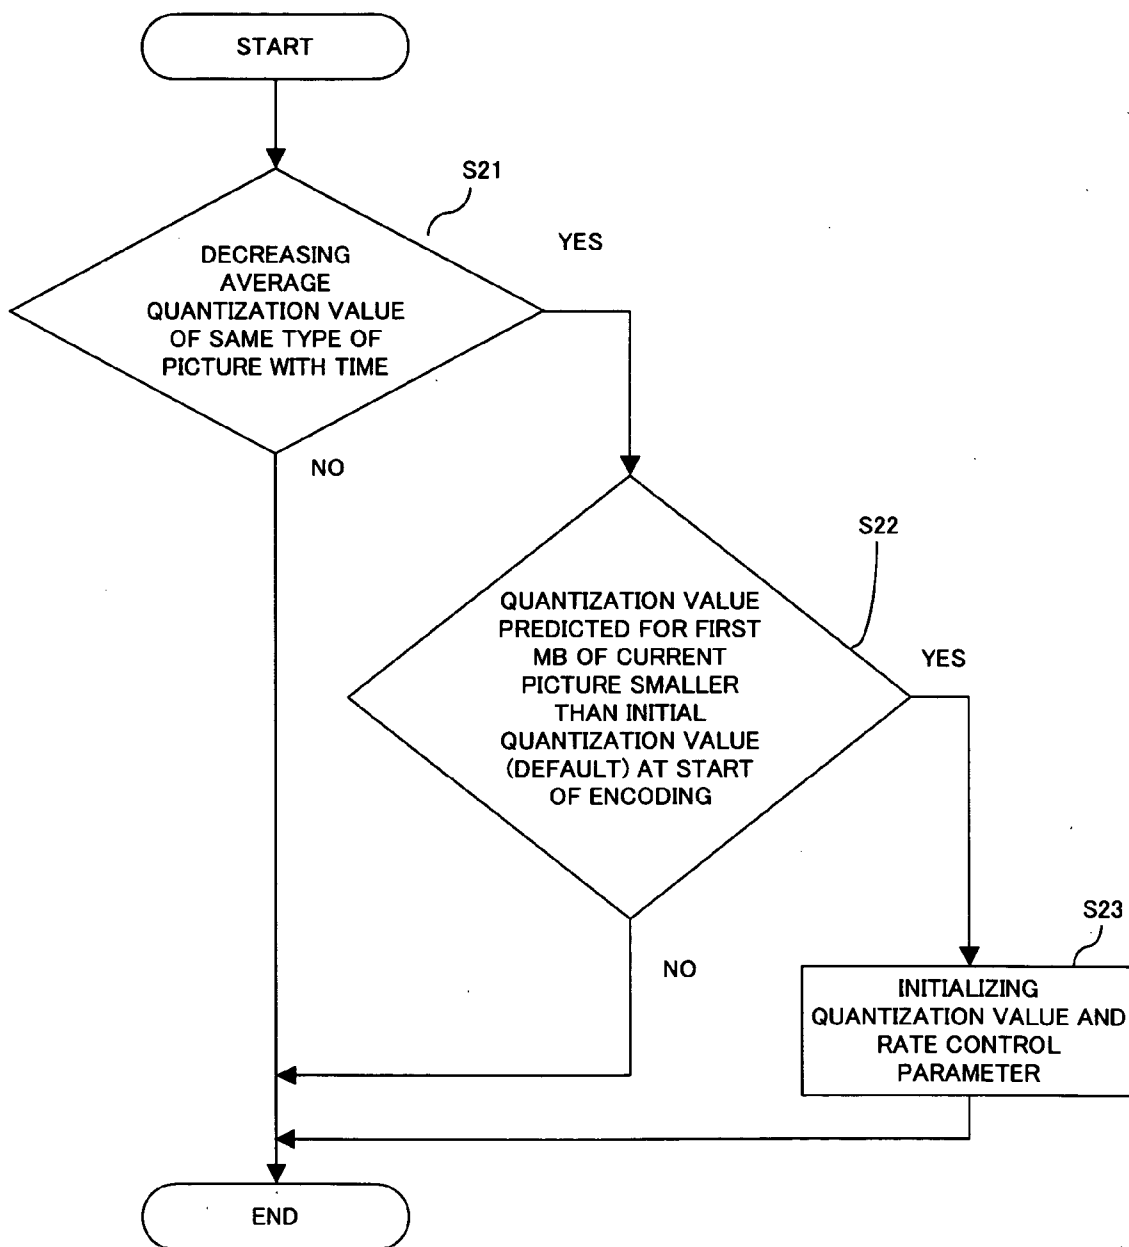 START
S21
YES
DECREASING
AVERAGE
QUANTIZATION VALUE
OF SAME TYPE OF
PICTURE WITH TIME
NO
S22
QUANTIZATION VALUE
PREDICTED FOR FIRST
MB OF CURRENT
PICTURE SMALLER
THAN INITIAL
QUANTIZATION VALUE
(DEFAULT) AT START
OF ENCODING
YES
NO
S23
INITIALIZING
QUANTIZATION VALUE AND
RATE CONTROL
PARAMETER
END